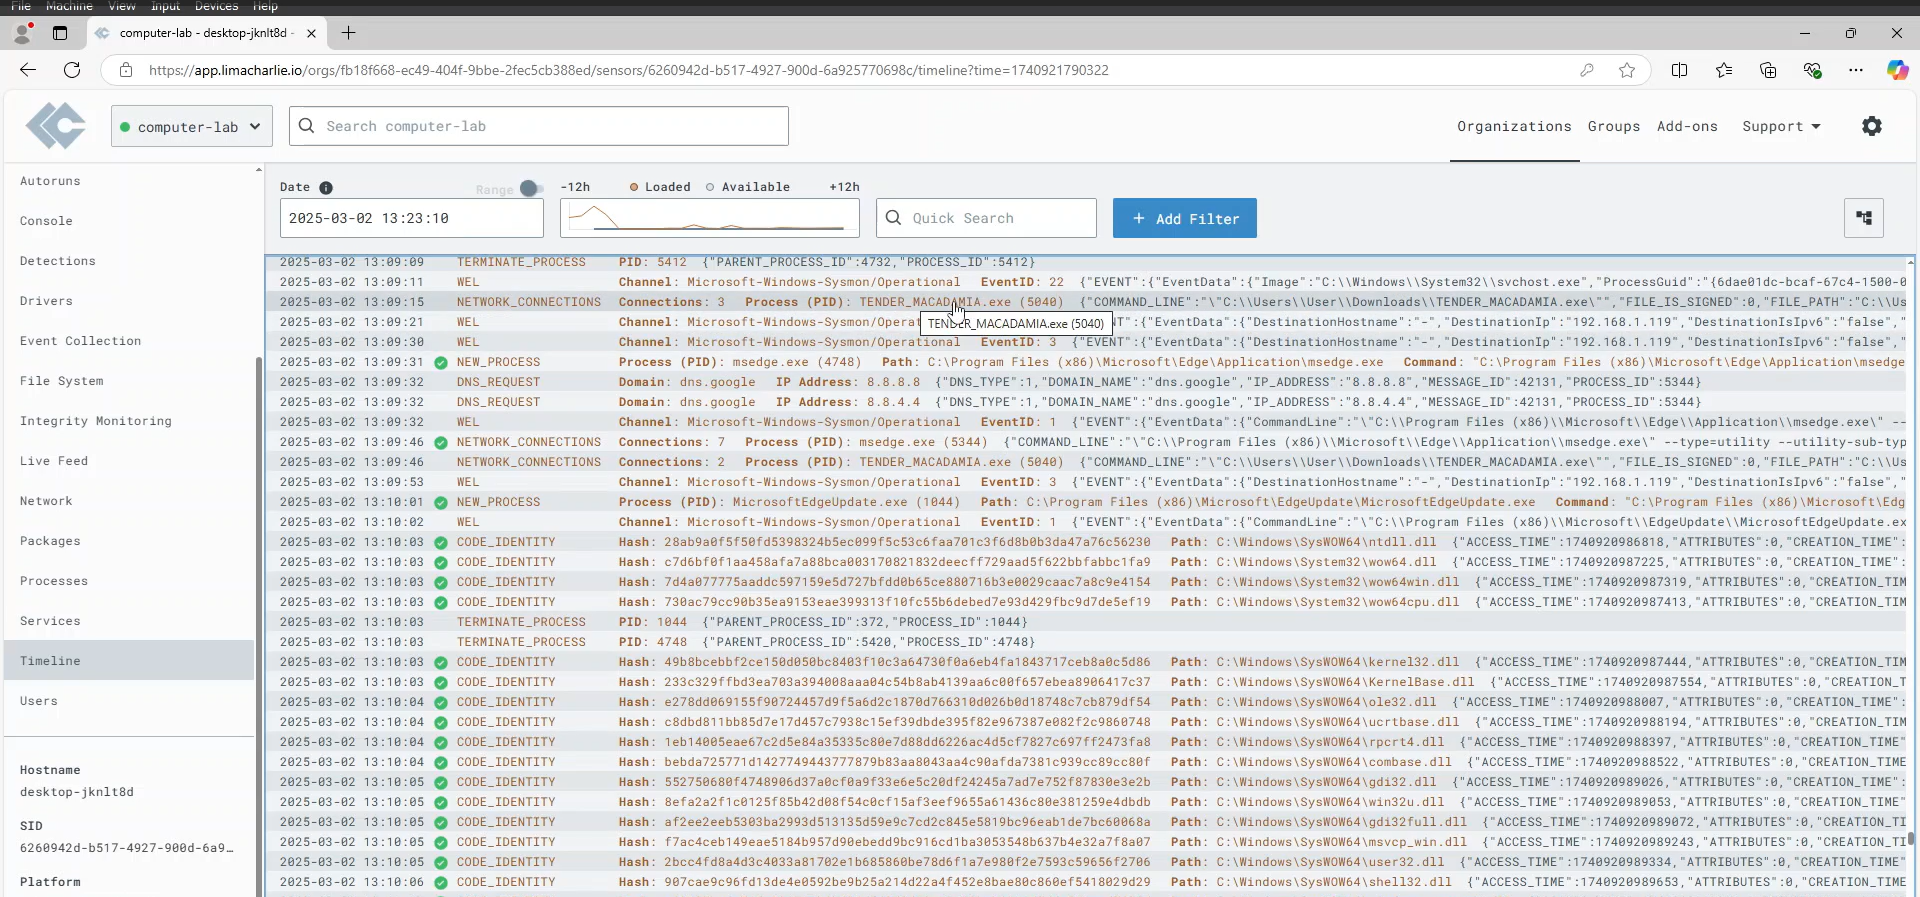 File Machine View Input Devices Help
computer-lab - desktop-jknlt8d -
https://app.limacharlie.io/orgs/fb18f668-ec49-404f-9bbe-2fec5cb388ed/sensors/6260942d-b517-4927-900d-6a925770698c/timeline?time=1740921790322
computer-lab
Search computer-lab
Organizations Groups Add-ons Support
Autoruns
Console
Detections
Drivers
Event Collection
File System
Integrity Monitoring
Live Feed
Network
Packages
Processes
Services
Timeline
Users
Hostname
desktop-jknlt8d
SID
6260942d-b517-4927-900d-6a9…
Platform
Date Range -12h Loaded Available +12h
2025-03-02 13:23:10 Quick Search + Add Filter
2025-03-02 13:09:09 TERMINATE_PROCESS PID: 5412 {"PARENT_PROCESS_ID":4732,"PROCESS_ID":5412}
2025-03-02 13:09:11 WEL Channel: Microsoft-Windows-Sysmon/Operational EventID: 22 {"EVENT":{"EventData":{"Image":"C:\\Windows\\System32\\svchost.exe","ProcessGuid":"{6dae01dc-bcaf-67c4-1500-0
2025-03-02 13:09:15 NETWORK_CONNECTIONS Connections: 3 Process (PID): TENDER_MACADAMIA.exe (5040) {"COMMAND_LINE":"\"C:\\Users\\User\\Downloads\\TENDER_MACADAMIA.exe\"","FILE_IS_SIGNED":0,"FILE_PATH":"C:\\Us
TENDER_MACADAMIA.exe (5040)
2025-03-02 13:09:21 WEL Channel: Microsoft-Windows-Sysmon/Operat NT":{"EventData":{"DestinationHostname":"-","DestinationIp":"192.168.1.119","DestinationIsIpv6":"false","
2025-03-02 13:09:30 WEL Channel: Microsoft-Windows-Sysmon/Operational EventID: 3 {"EVENT":{"EventData":{"DestinationHostname":"-","DestinationIp":"192.168.1.119","DestinationIsIpv6":"false","
2025-03-02 13:09:31 NEW_PROCESS Process (PID): msedge.exe (4748) Path: C:\Program Files (x86)\Microsoft\Edge\Application\msedge.exe Command: "C:\Program Files (x86)\Microsoft\Edge\Application\msedge
2025-03-02 13:09:32 DNS_REQUEST Domain: dns.google IP Address: 8.8.8.8 {"DNS_TYPE":1,"DOMAIN_NAME":"dns.google","IP_ADDRESS":"8.8.8.8","MESSAGE_ID":42131,"PROCESS_ID":5344}
2025-03-02 13:09:32 DNS_REQUEST Domain: dns.google IP Address: 8.8.4.4 {"DNS_TYPE":1,"DOMAIN_NAME":"dns.google","IP_ADDRESS":"8.8.4.4","MESSAGE_ID":42131,"PROCESS_ID":5344}
2025-03-02 13:09:32 WEL Channel: Microsoft-Windows-Sysmon/Operational EventID: 1 {"EVENT":{"EventData":{"CommandLine":"\"C:\\Program Files (x86)\\Microsoft\\Edge\\Application\\msedge.exe\" --
2025-03-02 13:09:46 NETWORK_CONNECTIONS Connections: 7 Process (PID): msedge.exe (5344) {"COMMAND_LINE":"\"C:\\Program Files (x86)\\Microsoft\\Edge\\Application\\msedge.exe\" --type=utility --utility-sub-typ
2025-03-02 13:09:46 NETWORK_CONNECTIONS Connections: 2 Process (PID): TENDER_MACADAMIA.exe (5040) {"COMMAND_LINE":"\"C:\\Users\\User\\Downloads\\TENDER_MACADAMIA.exe\"","FILE_IS_SIGNED":0,"FILE_PATH":"C:\\Us
2025-03-02 13:09:53 WEL Channel: Microsoft-Windows-Sysmon/Operational EventID: 3 {"EVENT":{"EventData":{"DestinationHostname":"-","DestinationIp":"192.168.1.119","DestinationIsIpv6":"false","
2025-03-02 13:10:01 NEW_PROCESS Process (PID): MicrosoftEdgeUpdate.exe (1044) Path: C:\Program Files (x86)\Microsoft\EdgeUpdate\MicrosoftEdgeUpdate.exe Command: "C:\Program Files (x86)\Microsoft\Edg
2025-03-02 13:10:02 WEL Channel: Microsoft-Windows-Sysmon/Operational EventID: 1 {"EVENT":{"EventData":{"CommandLine":"\"C:\\Program Files (x86)\\Microsoft\\EdgeUpdate\\MicrosoftEdgeUpdate.ex
2025-03-02 13:10:03 CODE_IDENTITY Hash: 28ab9a0f5f50fd5398324b5ec099f5c53c6faa701c3f6d8b0b3da47a76c56230 Path: C:\Windows\SysWOW64\ntdll.dll {"ACCESS_TIME":1740920986818,"ATTRIBUTES":0,"CREATION_TIME":
2025-03-02 13:10:03 CODE_IDENTITY Hash: c7d6bf0f1aa458afa7a88bca003170821832deecff729aad5f622bbfabbc1fa9 Path: C:\Windows\System32\wow64.dll {"ACCESS_TIME":1740920987225,"ATTRIBUTES":0,"CREATION_TIME"
2025-03-02 13:10:03 CODE_IDENTITY Hash: 7d4a077775aaddc597159e5d727bfdd0b65ce880716b3e0029caac7a8c9e4154 Path: C:\Windows\System32\wow64win.dll {"ACCESS_TIME":1740920987319,"ATTRIBUTES":0,"CREATION_TIM
2025-03-02 13:10:03 CODE_IDENTITY Hash: 730ac79cc90b35ea9153eae399313f10fc55b6debed7e93d429fbc9d7de5ef19 Path: C:\Windows\System32\wow64cpu.dll {"ACCESS_TIME":1740920987413,"ATTRIBUTES":0,"CREATION_TIM
2025-03-02 13:10:03 TERMINATE_PROCESS PID: 1044 {"PARENT_PROCESS_ID":372,"PROCESS_ID":1044}
2025-03-02 13:10:03 TERMINATE_PROCESS PID: 4748 {"PARENT_PROCESS_ID":5420,"PROCESS_ID":4748}
2025-03-02 13:10:03 CODE_IDENTITY Hash: 49b8bcebbf2ce150d050bc8403f10c3a64730f0a6eb4fa1843717ceb8a0c5d86 Path: C:\Windows\SysWOW64\kernel32.dll {"ACCESS_TIME":1740920987444,"ATTRIBUTES":0,"CREATION_TIM
2025-03-02 13:10:03 CODE_IDENTITY Hash: 233c329ffbd3ea703a394008aaa04c54b8ab4139aa6c00f657ebea8906417c37 Path: C:\Windows\SysWOW64\KernelBase.dll {"ACCESS_TIME":1740920987554,"ATTRIBUTES":0,"CREATION_T
2025-03-02 13:10:04 CODE_IDENTITY Hash: e278dd069155f90724457d9f5a6d2c1870d766310d026b0d18748c7cb879df54 Path: C:\Windows\SysWOW64\ole32.dll {"ACCESS_TIME":1740920988007,"ATTRIBUTES":0,"CREATION_TIME":
2025-03-02 13:10:04 CODE_IDENTITY Hash: c8dbd811bb85d7e17d457c7938c15ef39dbde395f82e967387e082f2c9860748 Path: C:\Windows\SysWOW64\ucrtbase.dll {"ACCESS_TIME":1740920988194,"ATTRIBUTES":0,"CREATION_TIM
2025-03-02 13:10:04 CODE_IDENTITY Hash: 1eb14005eae67c2d5e84a35335c80e7d88dd6226ac4d5cf7827c697ff2473fa8 Path: C:\Windows\SysWOW64\rpcrt4.dll {"ACCESS_TIME":1740920988397,"ATTRIBUTES":0,"CREATION_TIME"
2025-03-02 13:10:04 CODE_IDENTITY Hash: bebda725771d1427749443777879b83aa8043aa4c90afda7381c939cc89cc80f Path: C:\Windows\SysWOW64\combase.dll {"ACCESS_TIME":1740920988522,"ATTRIBUTES":0,"CREATION_TIME
2025-03-02 13:10:05 CODE_IDENTITY Hash: 552750680f4748906d37a0cf0a9f33e6e5c20df24245a7ad7e752f87830e3e2b Path: C:\Windows\SysWOW64\gdi32.dll {"ACCESS_TIME":1740920989026,"ATTRIBUTES":0,"CREATION_TIME":
2025-03-02 13:10:05 CODE_IDENTITY Hash: 8efa2a2f1c0125f85b42d08f54c0cf15af3eef9655a61436c80e381259e4dbdb Path: C:\Windows\SysWOW64\win32u.dll {"ACCESS_TIME":1740920989053,"ATTRIBUTES":0,"CREATION_TIME"
2025-03-02 13:10:05 CODE_IDENTITY Hash: af2ee2eeb5303ba2993d513135d59e9c7cd2c845e5819bc96eab1de7bc60068a Path: C:\Windows\SysWOW64\gdi32full.dll {"ACCESS_TIME":1740920989072,"ATTRIBUTES":0,"CREATION_TI
2025-03-02 13:10:05 CODE_IDENTITY Hash: f7ac4ceb149eae5184b957d90ebedd9bc916cd1ba3053548b637b4e32a7f8a07 Path: C:\Windows\SysWOW64\msvcp_win.dll {"ACCESS_TIME":1740920989243,"ATTRIBUTES":0,"CREATION_TI
2025-03-02 13:10:05 CODE_IDENTITY Hash: 2bcc4fd8a4d3c4033a81702e1b685860be78d6f1a7e980f2e7593c59656f2706 Path: C:\Windows\SysWOW64\user32.dll {"ACCESS_TIME":1740920989334,"ATTRIBUTES":0,"CREATION_TIME"
2025-03-02 13:10:06 CODE_IDENTITY Hash: 907cae9c96fd13de4e0592be9b25a214d22a4f452e8bae80c860ef5418029d29 Path: C:\Windows\SysWOW64\shell32.dll {"ACCESS_TIME":1740920989653,"ATTRIBUTES":0,"CREATION_TIM